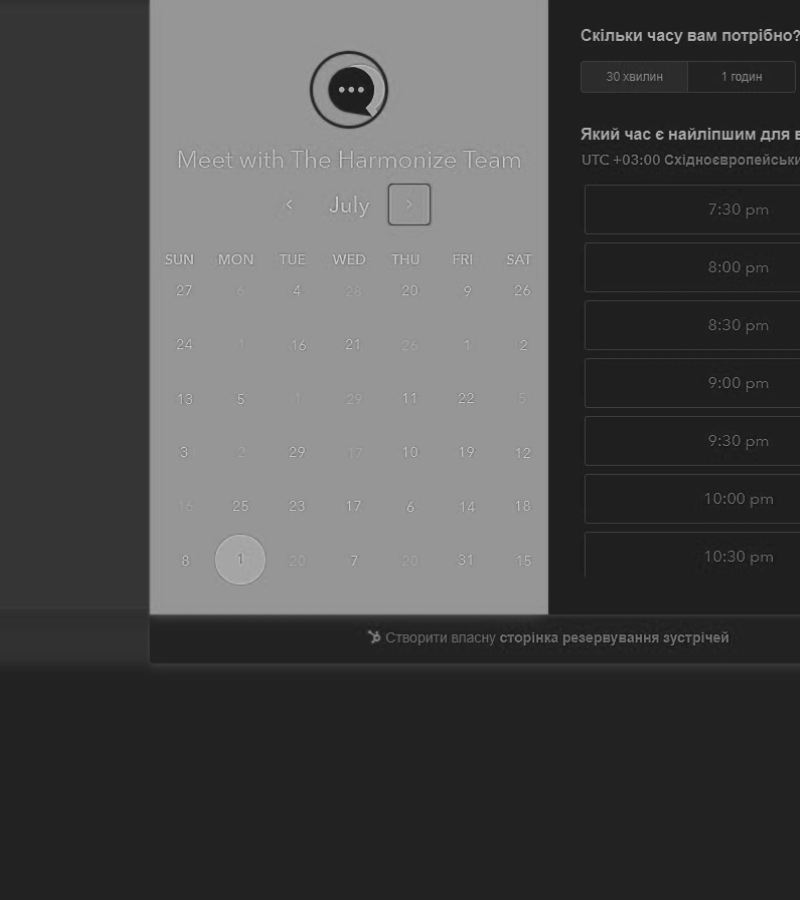 Meet with The Harmonize Team
July
SUN MON TUE WED THU FRI SAT
27 6 4 28 20 9 26
24 1 16 21 26 1 2
13 5 1 29 11 22 5
3 2 29 17 10 19 12
16 25 23 17 6 14 18
8 1 20 7 20 31 15
Скільки часу вам потрібно?
30 хвилин 1 годин
Який час є найліпшим для
UTC +03:00
7:30 pm
8:00 pm
8:30 pm
9:00 pm
9:30 pm
10:00 pm
10:30 pm
Створити власну сторінка резервування зустрічей